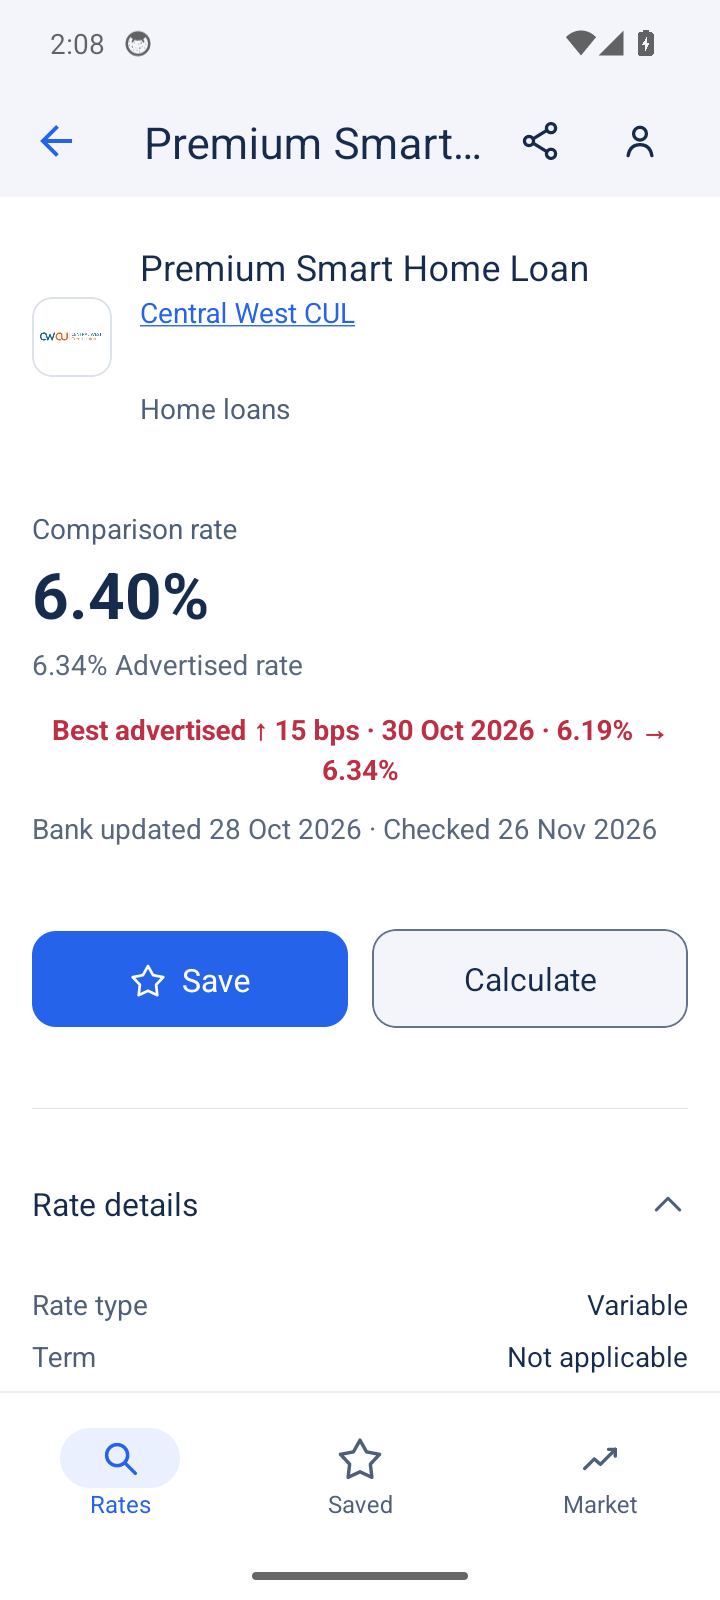 2:08
Premium Smart...
Premium Smart Home Loan
Central West CUL
CWCU
Home loans
Comparison rate
6.40%
6.34% Advertised rate
Best advertised ↑ 15 bps · 30 Oct 2026 · 6.19% →
6.34%
Bank updated 28 Oct 2026 · Checked 26 Nov 2026
Save
Calculate
Rate details
Rate type
Variable
Term
Not applicable
Rates
Saved
Market